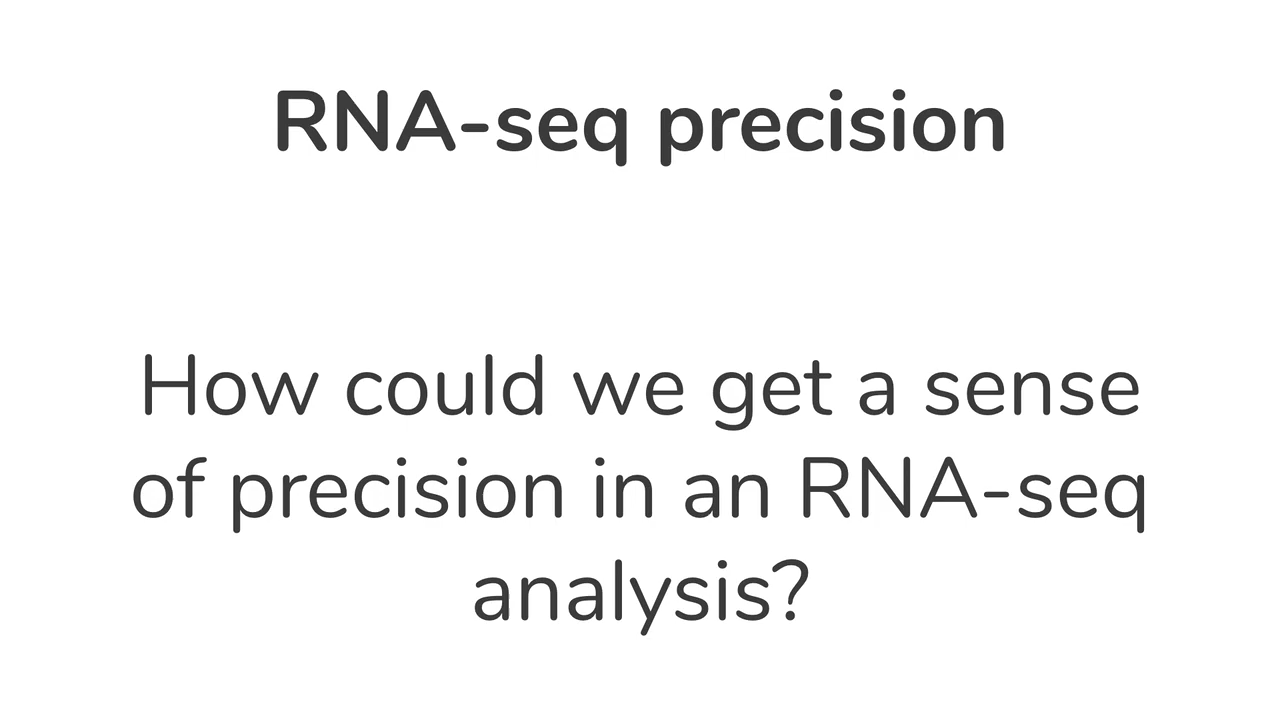 RNA-seq precision
How could we get a sense
of precision in an RNA-seq
analysis?